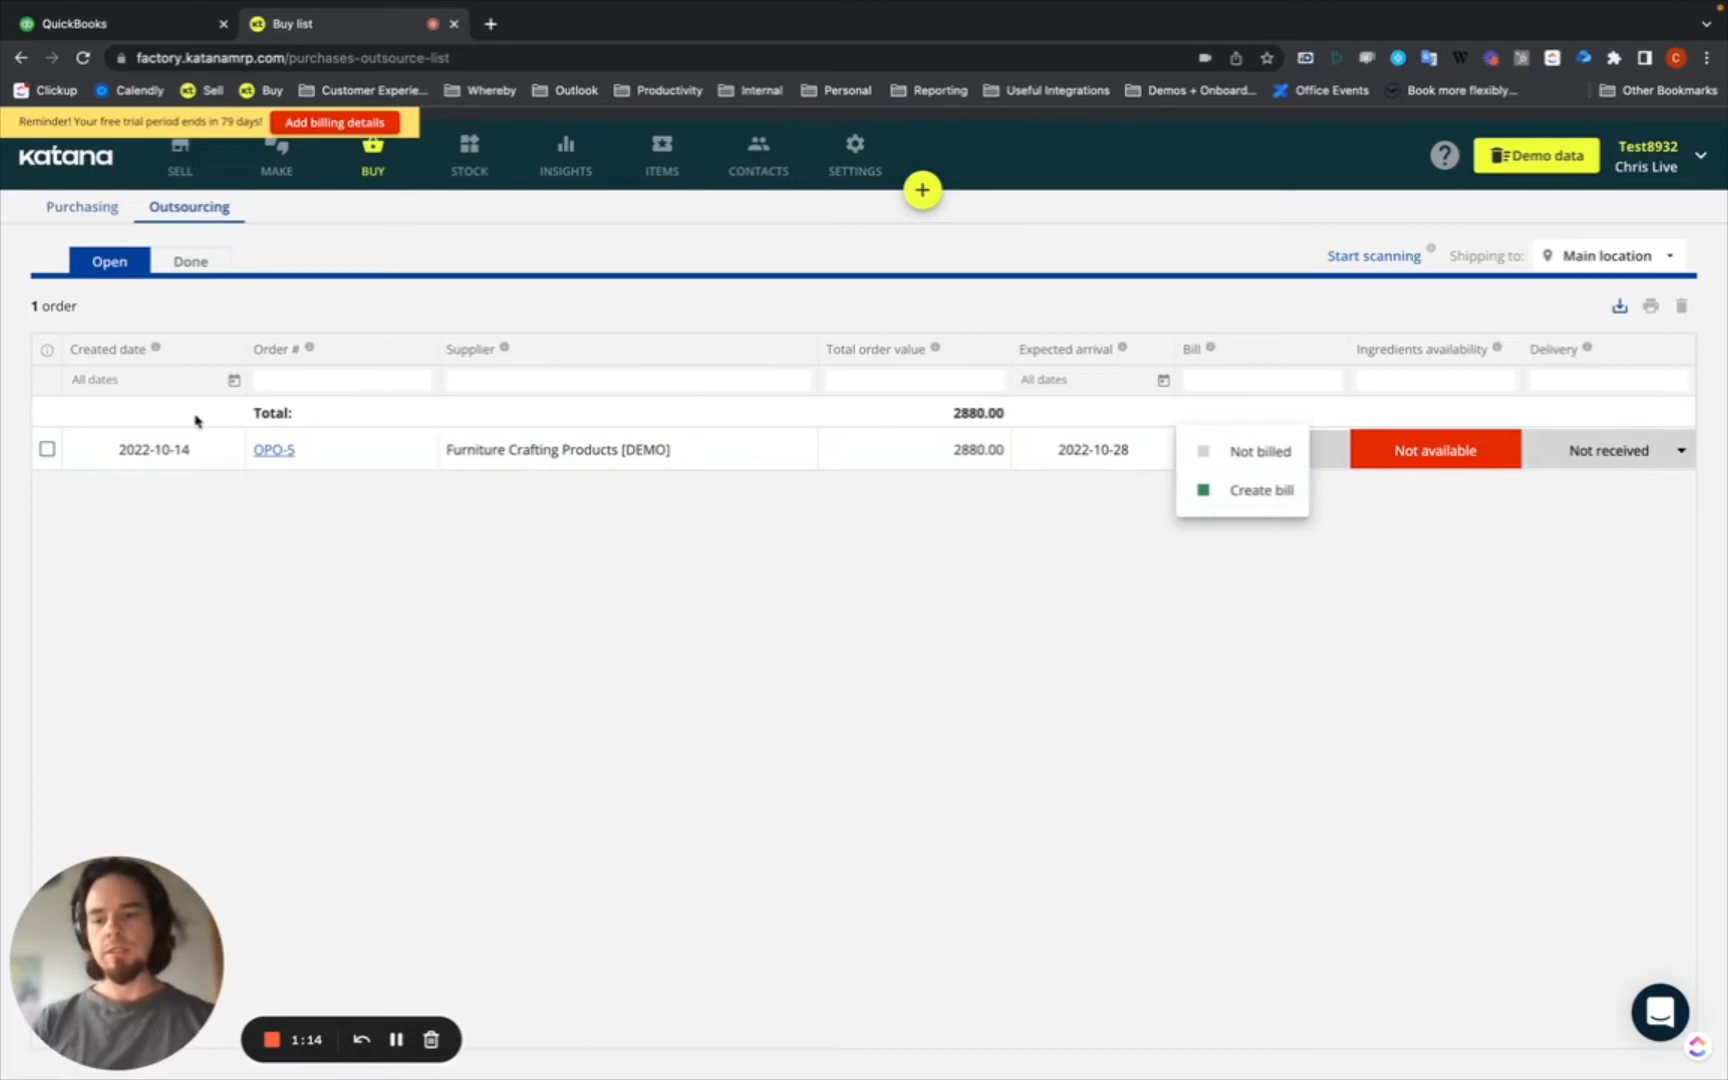 QuickBooks
Buy list
factory.katanamrp.com/purchases-outsource-list
Clickup
Calendly
Sell
Buy
Customer Experie...
Whereby
Outlook
Productivity
Internal
Personal
Reporting
Useful Integrations
Demos + Onboard...
Office Events
Book more flexibly...
Other Bookmarks
Reminder! Your free trial period ends in 79 days!
Add billing details
katana
SELL
MAKE
BUY
STOCK
INSIGHTS
ITEMS
CONTACTS
SETTINGS
Demo data
Test8932
Chris Live
Purchasing
Outsourcing
Open
Done
Start scanning
Shipping to:
Main location
1 order
Created date
Order #
Supplier
Total order value
Expected arrival
Bill
Ingredients availability
Delivery
All dates
All dates
Total:
2880.00
2022-10-14
OPO-5
Furniture Crafting Products [DEMO]
2880.00
2022-10-28
Not billed
Create bill
Not available
Not received
1:14